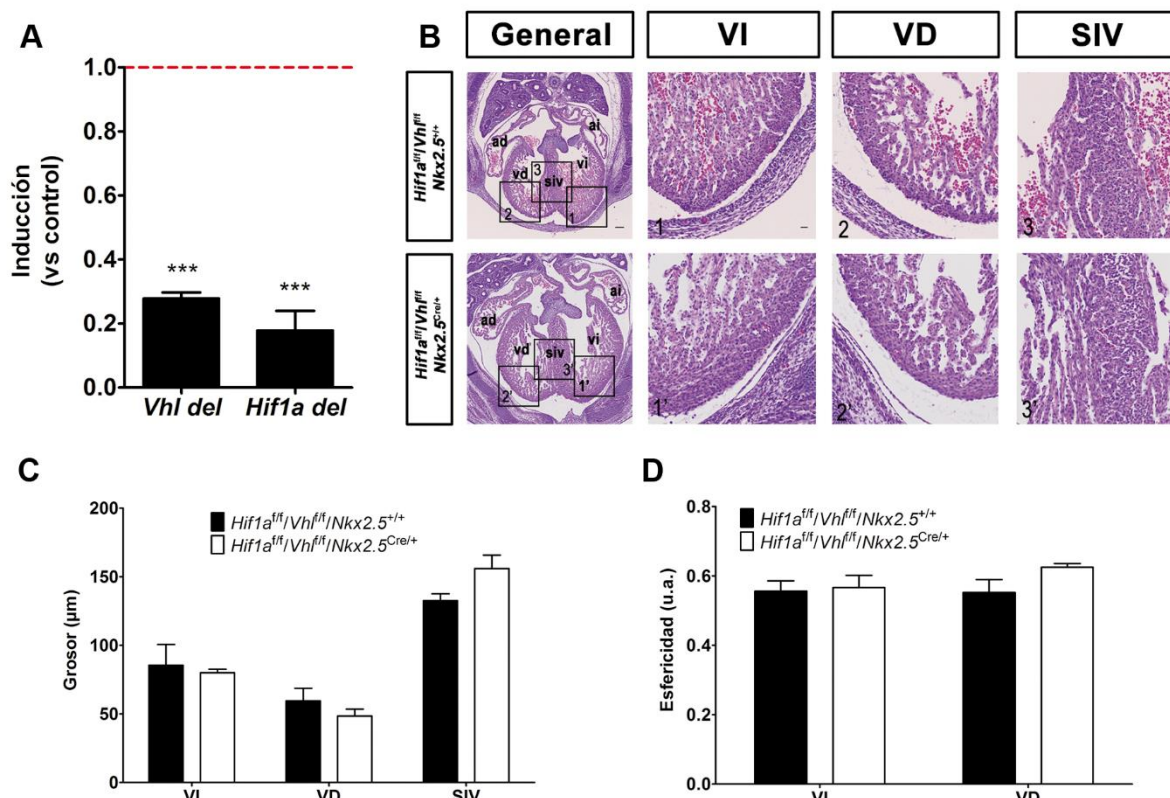 A
1.0
0.8
0.6
0.4
0.2
0.0
Inducción
(vs control)
***
***
Vhl del
Hif1a del
B
General
VI
VD
SIV
Hif1a^f/f/Vhl^f/f
Nkx2.5^+/+
ad
ai
vd
3
siv
vi
2
1
1
2
3
Hif1a^f/f/Vhl^f/f
Nkx2.5^Cre/+
ad
ai
vd
siv
vi
3'
2'
1'
1'
2'
3'
C
200
150
100
50
0
Grosor (µm)
Hif1a^f/f/Vhl^f/f/Nkx2.5^+/+
Hif1a^f/f/Vhl^f/f/Nkx2.5^Cre/+
VI
VD
SIV
D
0.8
0.6
0.4
0.2
0.0
Esfericidad (u.a.)
Hif1a^f/f/Vhl^f/f/Nkx2.5^+/+
Hif1a^f/f/Vhl^f/f/Nkx2.5^Cre/+
VI
VD